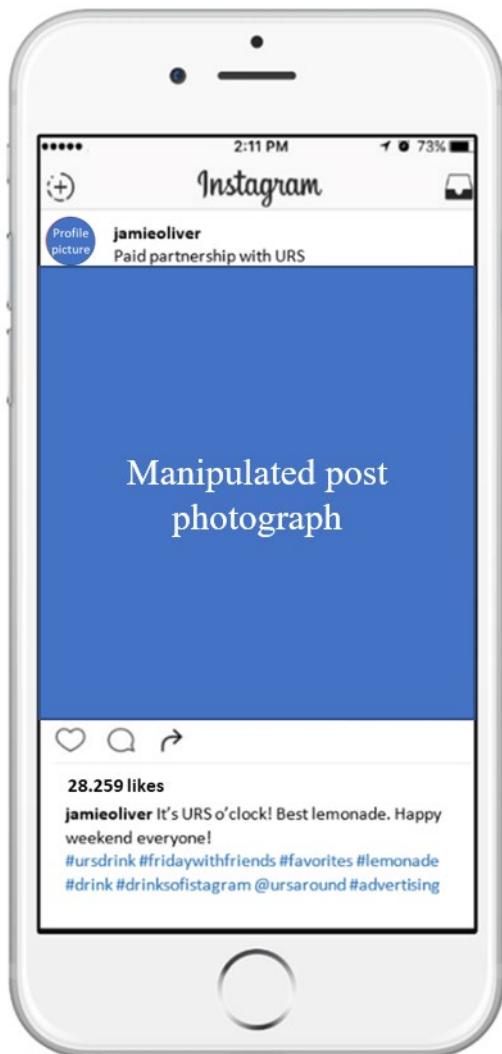 2:11 PM 73%
Instagram
Profile
picture
jamieoliver
Paid partnership with URS
Manipulated post
photograph
28.259 likes
jamieoliver It's URS o'clock! Best lemonade. Happy
weekend everyone!
#ursdrink #fridaywithfriends #favorites #lemonade
#drink #drinksofistagram @ursaround #advertising